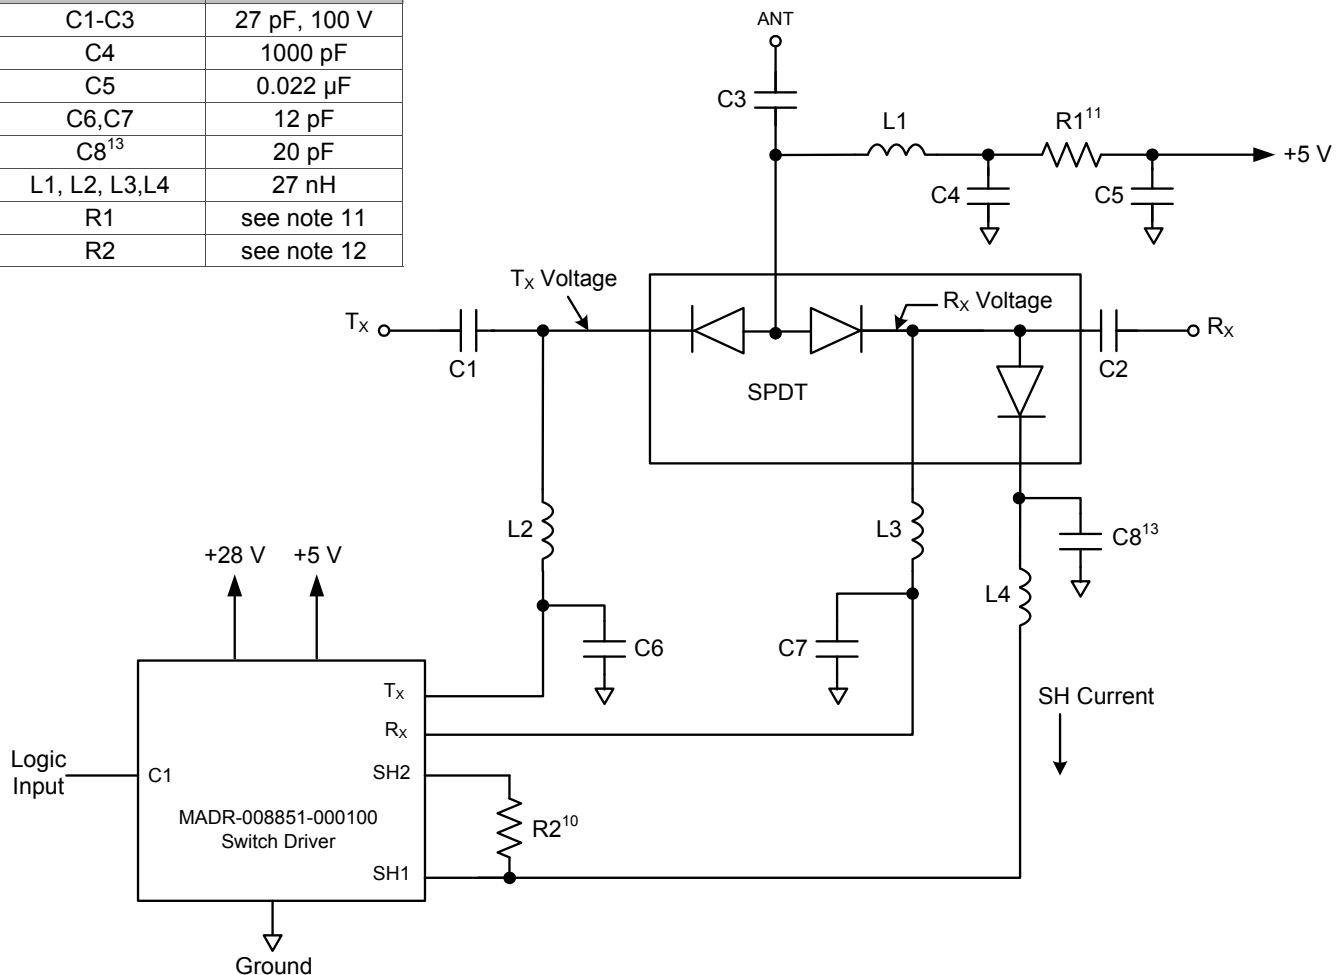 C1-C3 27 pF, 100 V
C4 1000 pF
C5 0.022 µF
C6,C7 12 pF
C8¹³ 20 pF
L1, L2, L3,L4 27 nH
R1 see note 11
R2 see note 12
ANT
C3
L1
R1¹¹
+5 V
C4
C5
Tx Voltage
Rx Voltage
Tx
Rx
C1
C2
SPDT
L2
L3
C8¹³
+28 V
+5 V
L4
C6
C7
Tx
SH Current
Rx
Logic
Input
C1
SH2
MADR-008851-000100
Switch Driver
R2¹⁰
SH1
Ground